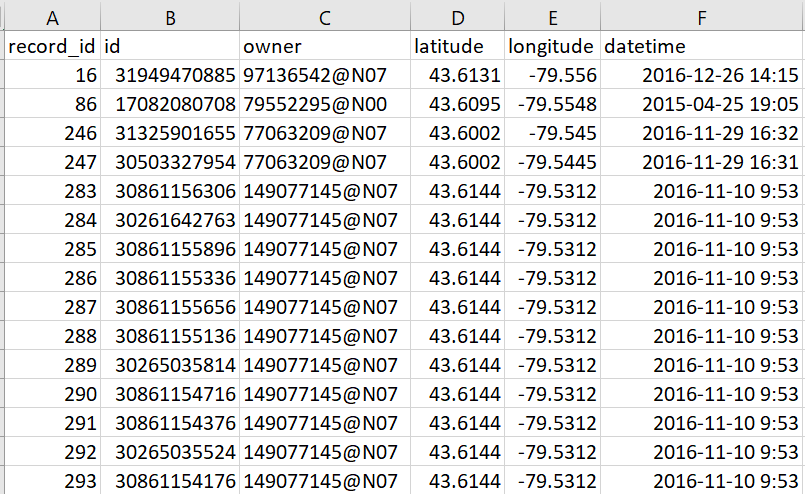 A B C D E F
record_id id owner latitude longitude datetime
16 31949470885 97136542@N07 43.6131 -79.556 2016-12-26 14:15
86 17082080708 79552295@N00 43.6095 -79.5548 2015-04-25 19:05
246 31325901655 77063209@N07 43.6002 -79.545 2016-11-29 16:32
247 30503327954 77063209@N07 43.6002 -79.5445 2016-11-29 16:31
283 30861156306 149077145@N07 43.6144 -79.5312 2016-11-10 9:53
284 30261642763 149077145@N07 43.6144 -79.5312 2016-11-10 9:53
285 30861155896 149077145@N07 43.6144 -79.5312 2016-11-10 9:53
286 30861155336 149077145@N07 43.6144 -79.5312 2016-11-10 9:53
287 30861155656 149077145@N07 43.6144 -79.5312 2016-11-10 9:53
288 30861155136 149077145@N07 43.6144 -79.5312 2016-11-10 9:53
289 30265035814 149077145@N07 43.6144 -79.5312 2016-11-10 9:53
290 30861154716 149077145@N07 43.6144 -79.5312 2016-11-10 9:53
291 30861154376 149077145@N07 43.6144 -79.5312 2016-11-10 9:53
292 30265035524 149077145@N07 43.6144 -79.5312 2016-11-10 9:53
293 30861154176 149077145@N07 43.6144 -79.5312 2016-11-10 9:53